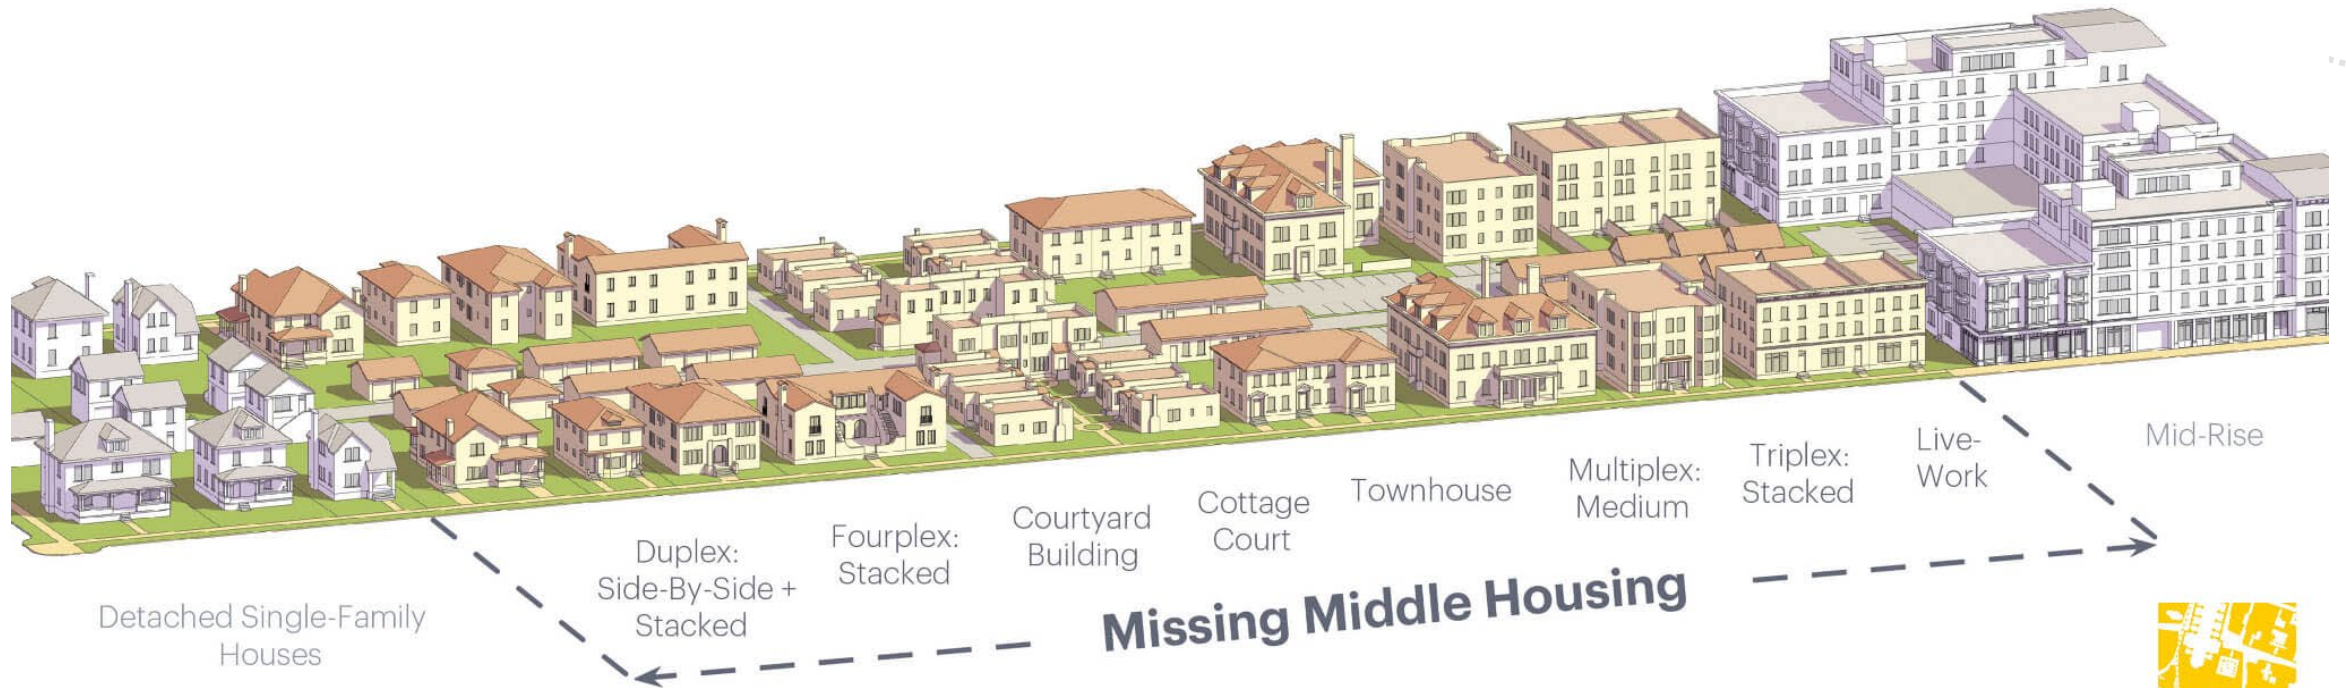 Detached Single-Family
Houses
Duplex:
Side-By-Side +
Stacked
Fourplex:
Stacked
Courtyard
Building
Cottage
Court
Townhouse
Multiplex:
Medium
Triplex:
Stacked
Live-
Work
Mid-Rise
Missing Middle Housing